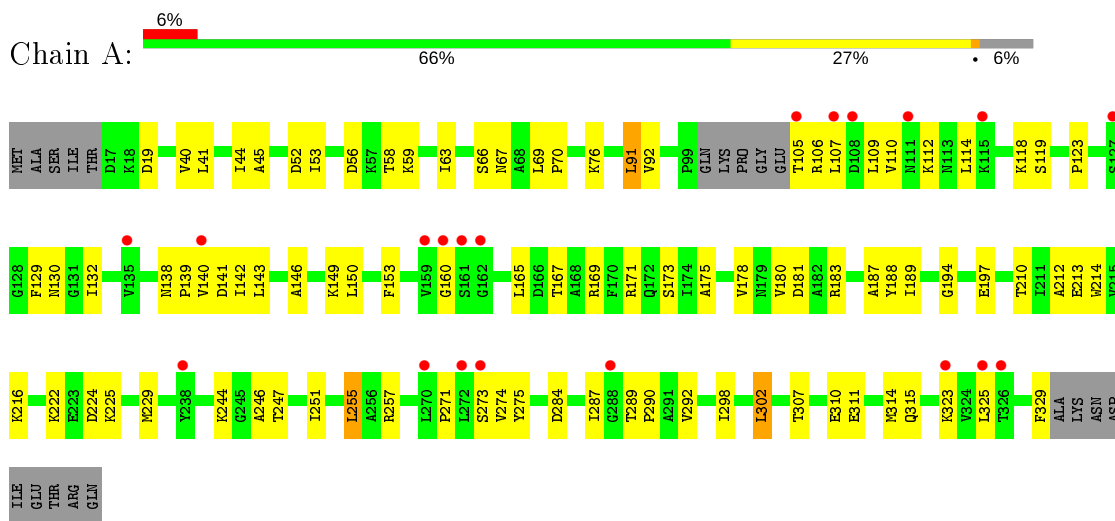 6%
Chain A:
66% 27% • 6%
MET ALA SER ILE THR D17 K18 D19 V40 L41 I44 A45 D52 I53 D56 K57 T58 K59 I63 S66 N67 A68 L69 P70 K76 L91 V92 P99 GLN LYS PRO GLY GLU T105 R106 L107 D108 L109 V110 N111 K112 N113 L114 K115 K118 S119 P123 S127
G128 F129 N130 G131 I132 V135 N138 P139 V140 D141 I142 L143 A146 K149 L150 F153 V159 G160 S161 G162 L165 D166 T167 A168 R169 F170 R171 Q172 S173 I174 A175 V178 N179 V180 D181 A182 R183 A187 Y188 I189 G194 E197 T210 I211 A212 E213 W214 V215
K216 K222 E223 D224 K225 M229 Y238 K244 G245 A246 T247 I251 L255 A256 R257 L270 P271 L272 S273 V274 Y275 D284 I287 G288 T289 P290 A291 V292 I298 L302 T307 E310 E311 M314 Q315 K323 V324 L325 T326 F329 ALA LYS ASN ASP
ILE GLU THR ARG GLN